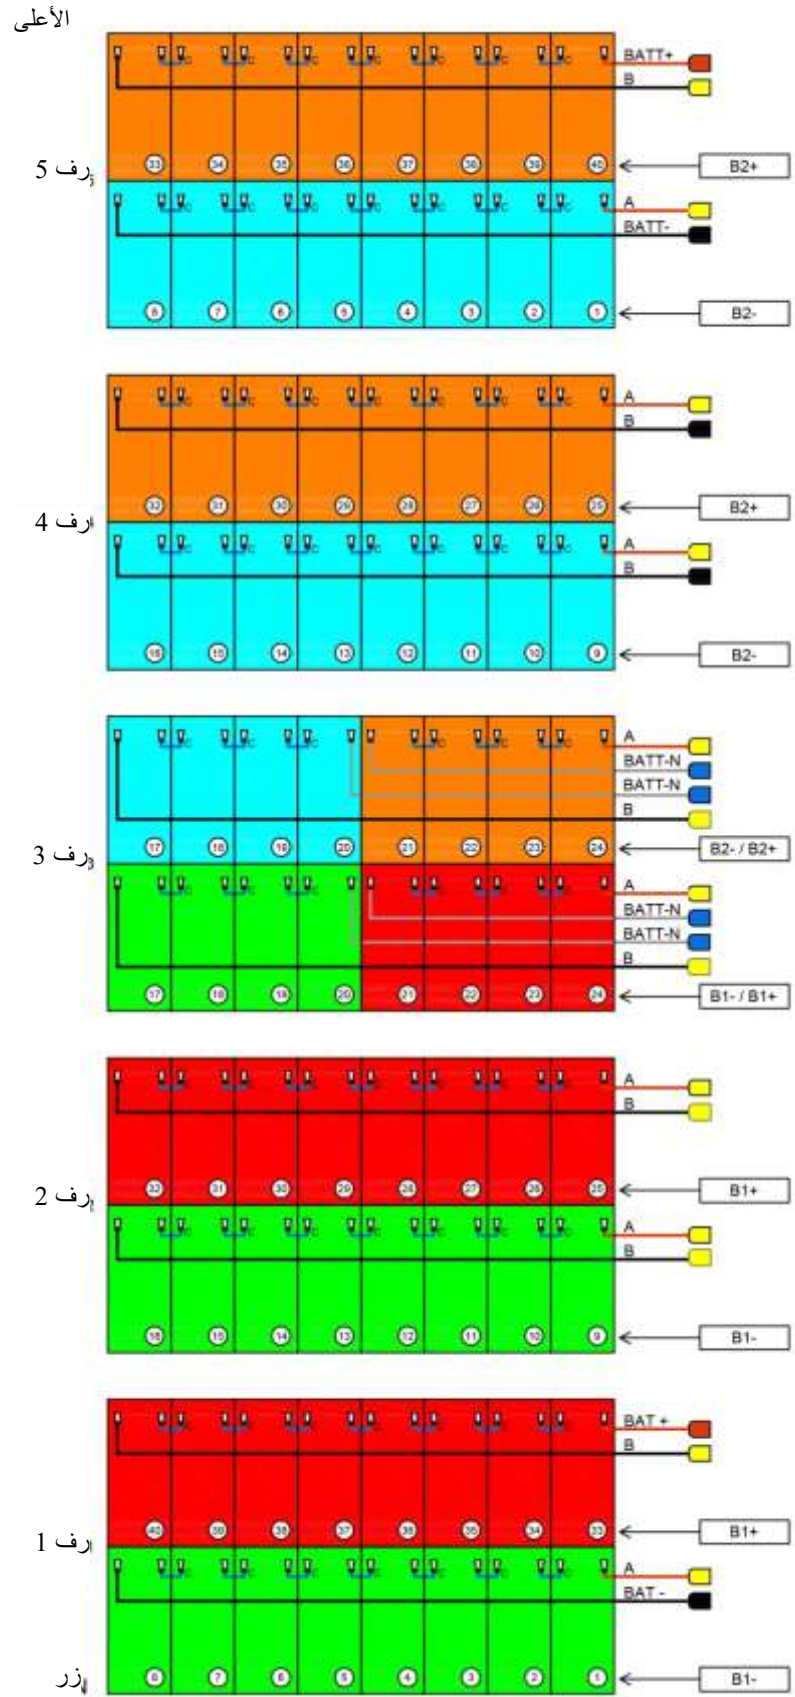 الأعلى
BATT+
B
33 34 35 36 37 38 39 40
B2+
رف 5
A
BATT-
8 7 6 5 4 3 2 1
B2-
A
B
32 31 30 29 28 27 26 25
B2+
رف 4
A
B
16 15 14 13 12 11 10 9
B2-
A
BATT-N
BATT-N
B
17 18 19 20 21 22 23 24
B2- / B2+
رف 3
A
BATT-N
BATT-N
B
17 18 19 20 21 22 23 24
B1- / B1+
A
B
32 31 30 29 28 27 26 25
B1+
رف 2
A
B
16 15 14 13 12 11 10 9
B1-
BAT +
B
40 39 38 37 36 35 34 33
B1+
رف 1
A
BAT -
8 7 6 5 4 3 2 1
B1-
زر